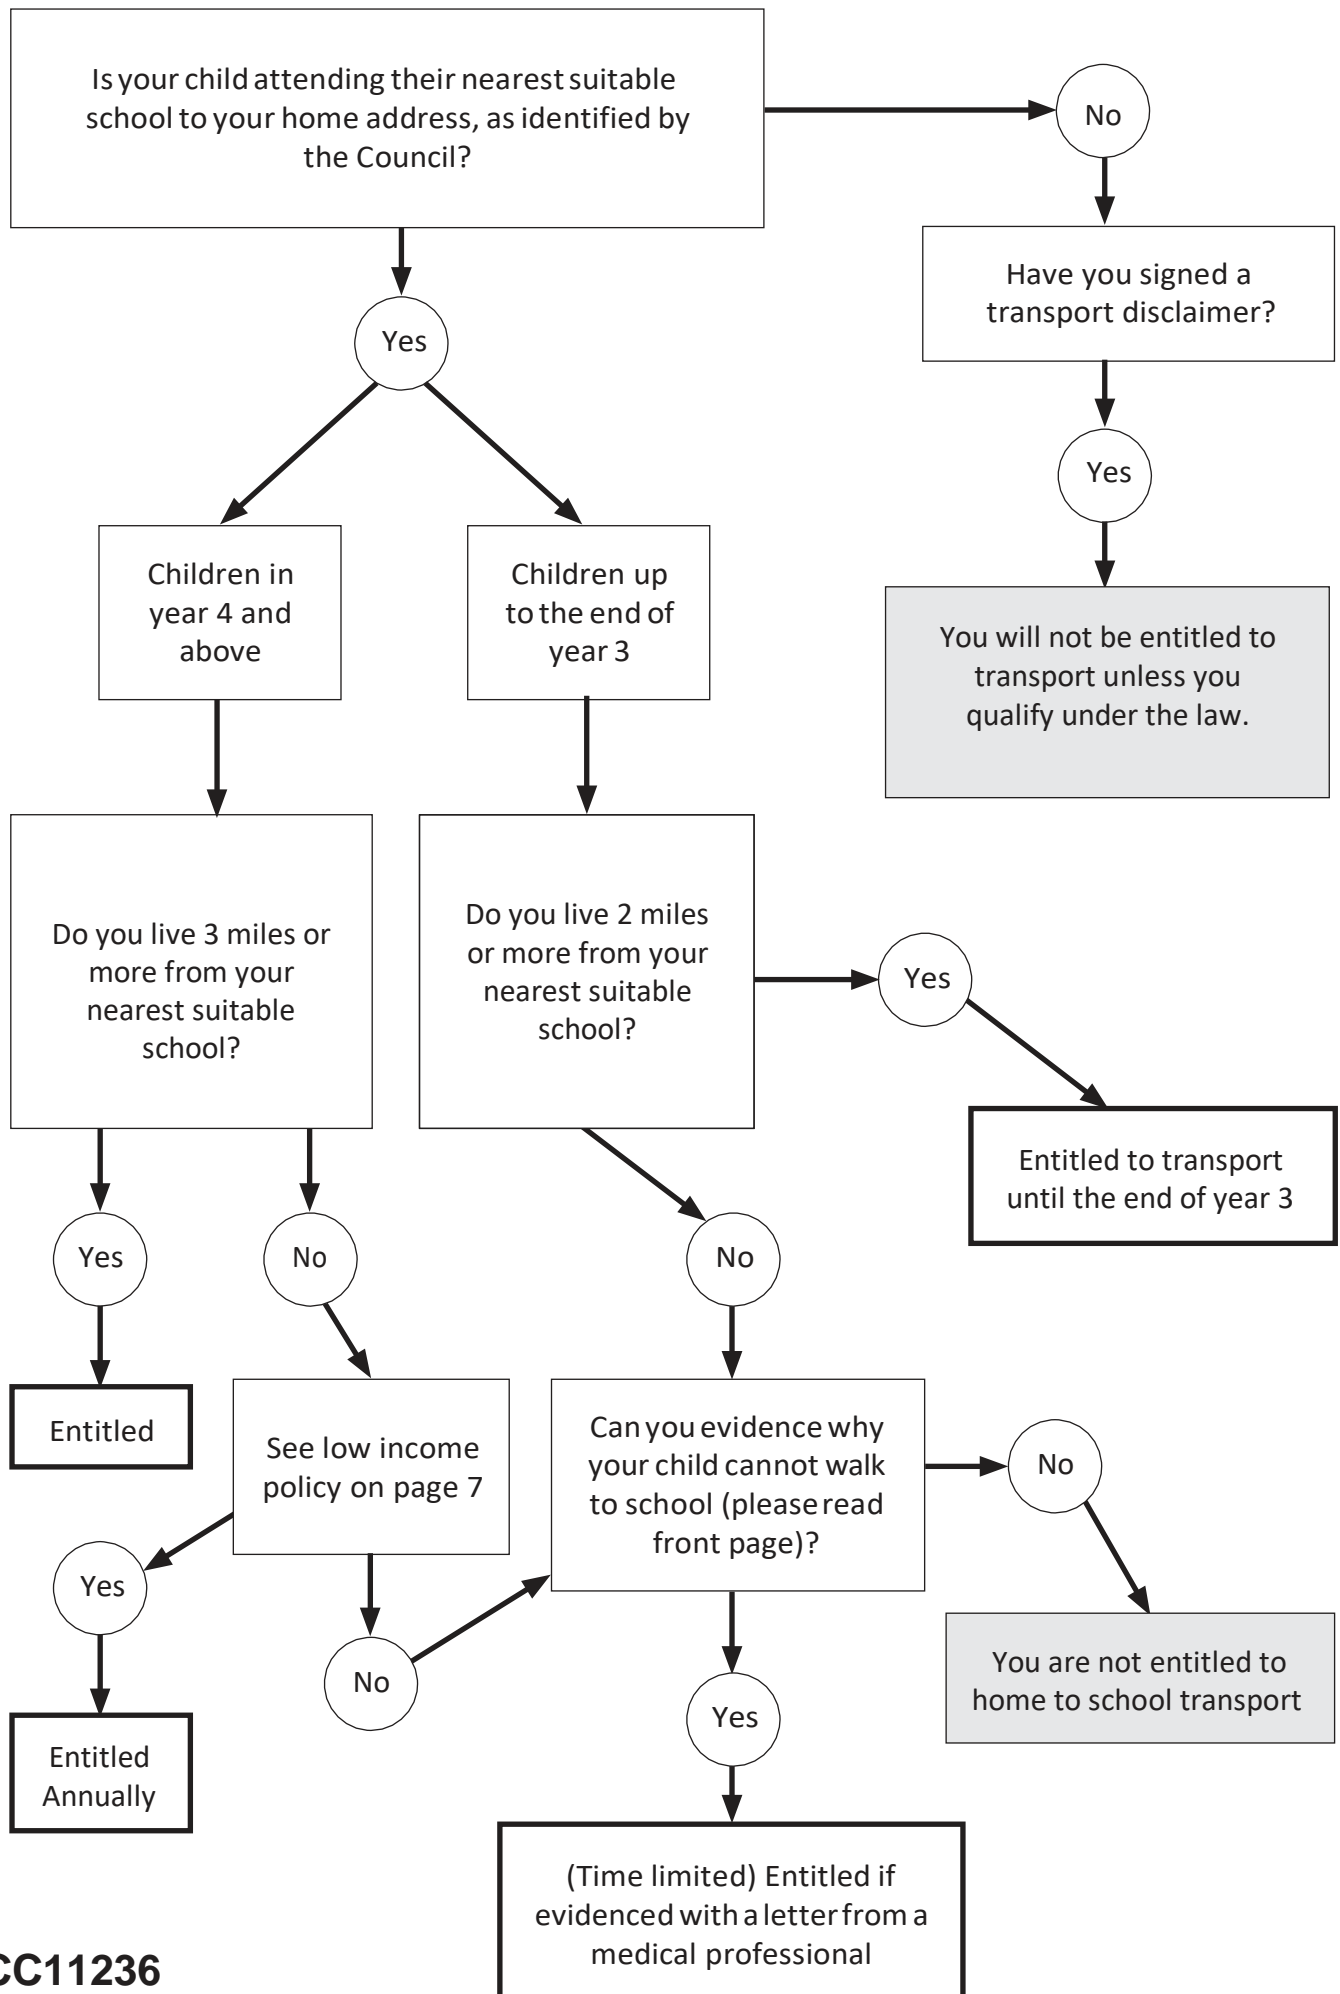 Is your child attending their nearest suitable
school to your home address, as identified by
the Council?
No
Have you signed a
transport disclaimer?
Yes
Yes
Children in
year 4 and
above
Children up
to the end of
year 3
You will not be entitled to
transport unless you
qualify under the law.
Do you live 3 miles or
more from your
nearest suitable
school?
Do you live 2 miles
or more from your
nearest suitable
school?
Yes
Entitled to transport
until the end of year 3
Yes
No
No
Entitled
See low income
policy on page 7
Can you evidence why
your child cannot walk
to school (please read
front page)?
No
Yes
No
You are not entitled to
home to school transport
Yes
Entitled
Annually
(Time limited) Entitled if
evidenced with a letter from a
medical professional
CC11236